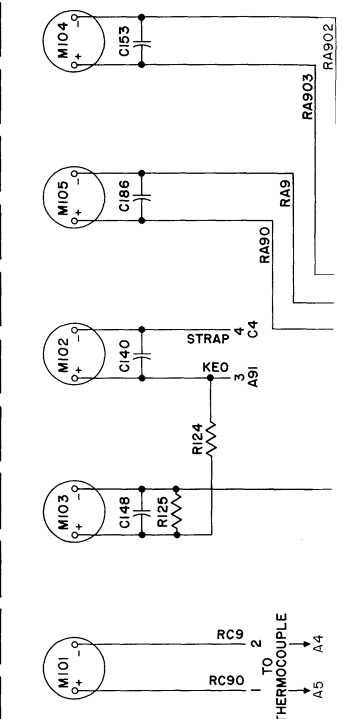 M104
+
-
C153
RA902
RA903
M105
+
-
C186
RA9
RA90
M102
+
-
C140
STRAP 4 C4
KEO 3 A91
R124
M103
+
-
C148
R125
M101
+
-
RC9 2 A4
RC90 1 A5
TO
THERMOCOUPLE